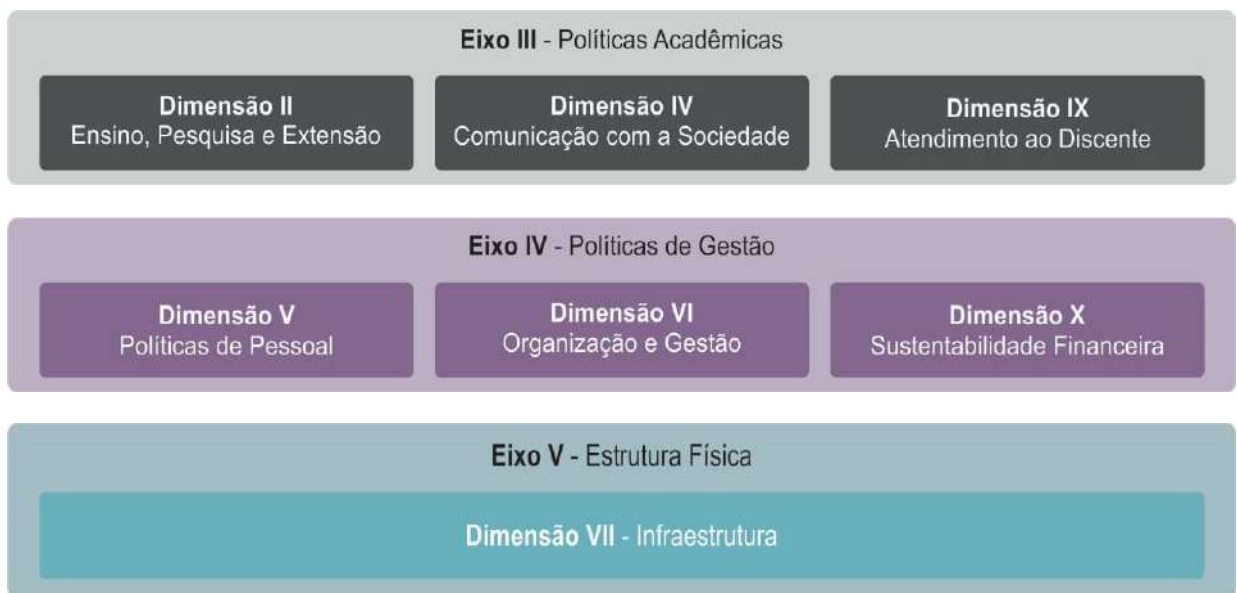 Eixo III - Políticas Acadêmicas
Dimensão II
Ensino, Pesquisa e Extensão
Dimensão IV
Comunicação com a Sociedade
Dimensão IX
Atendimento ao Discente
Eixo IV - Políticas de Gestão
Dimensão V
Políticas de Pessoal
Dimensão VI
Organização e Gestão
Dimensão X
Sustentabilidade Financeira
Eixo V - Estrutura Física
Dimensão VII - Infraestrutura